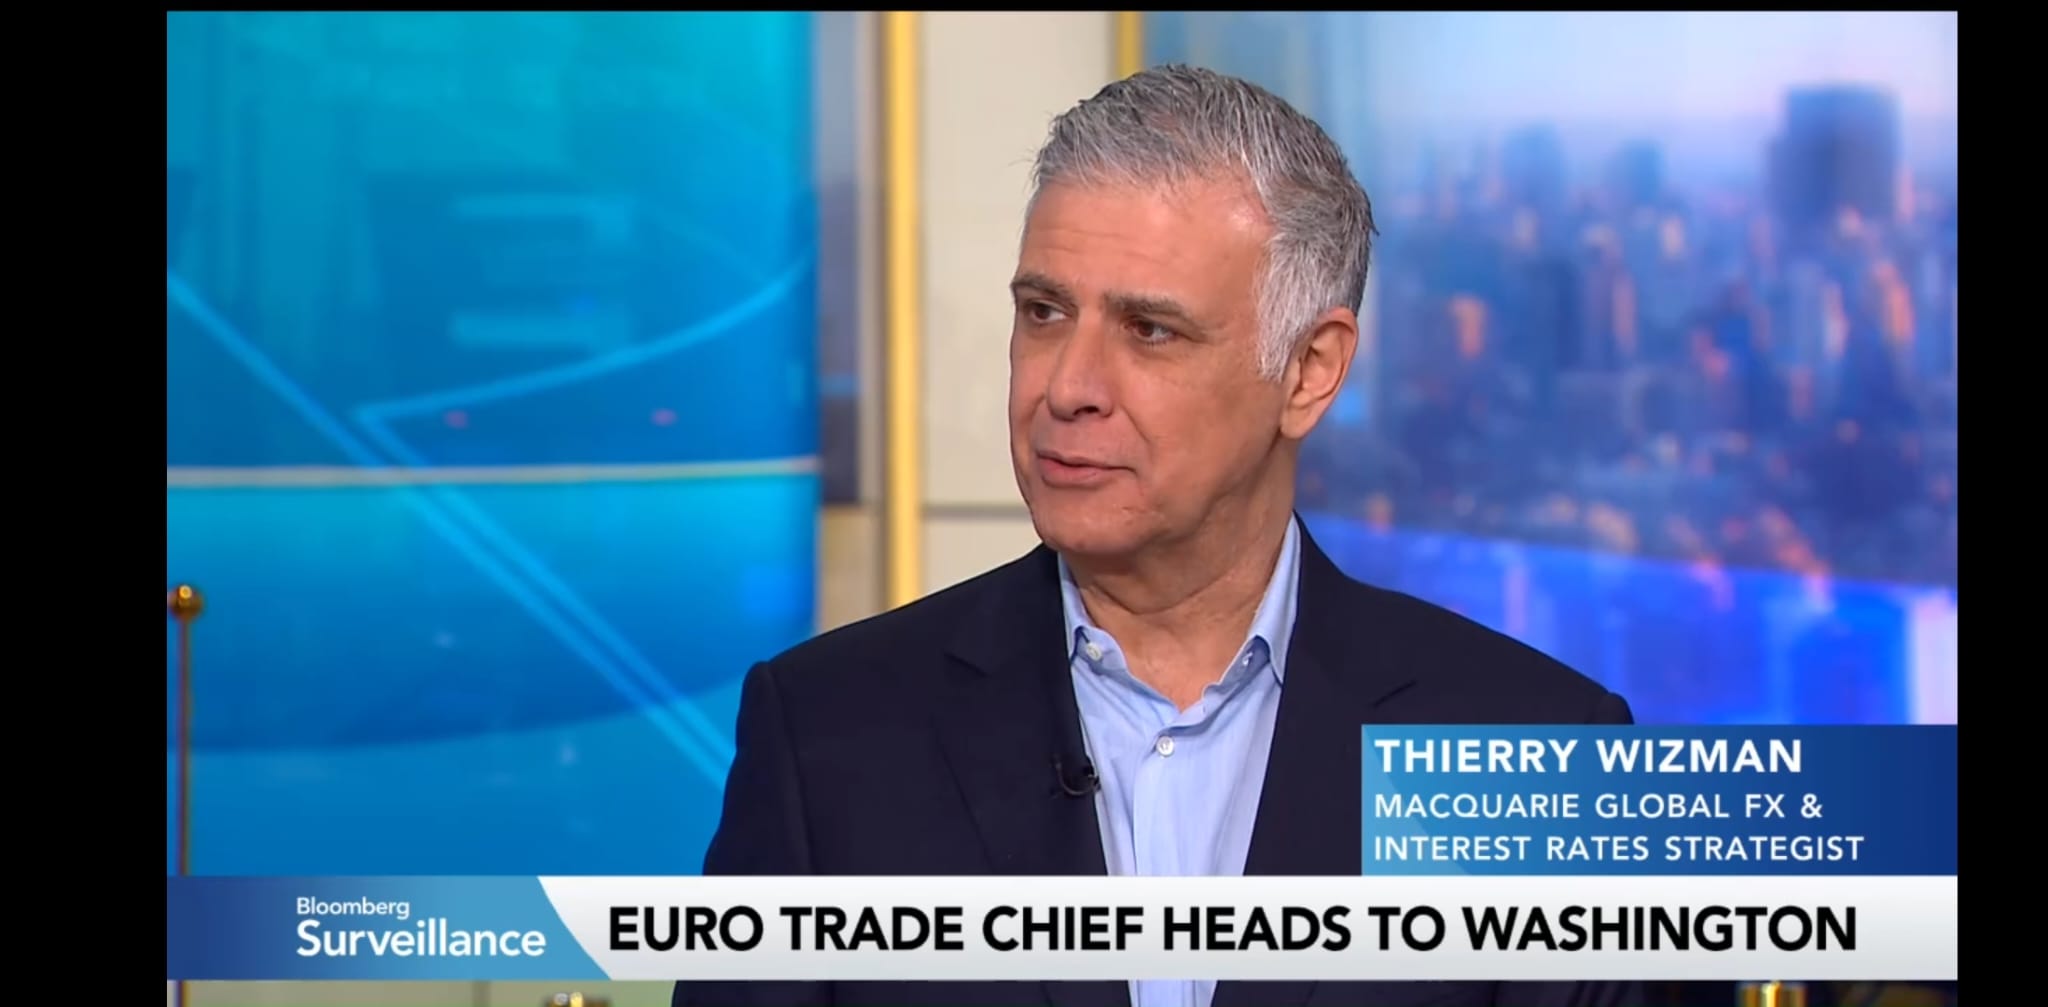 THIERRY WIZMAN
MACQUARIE GLOBAL FX &
INTEREST RATES STRATEGIST
Bloomberg
Surveillance
EURO TRADE CHIEF HEADS TO WASHINGTON